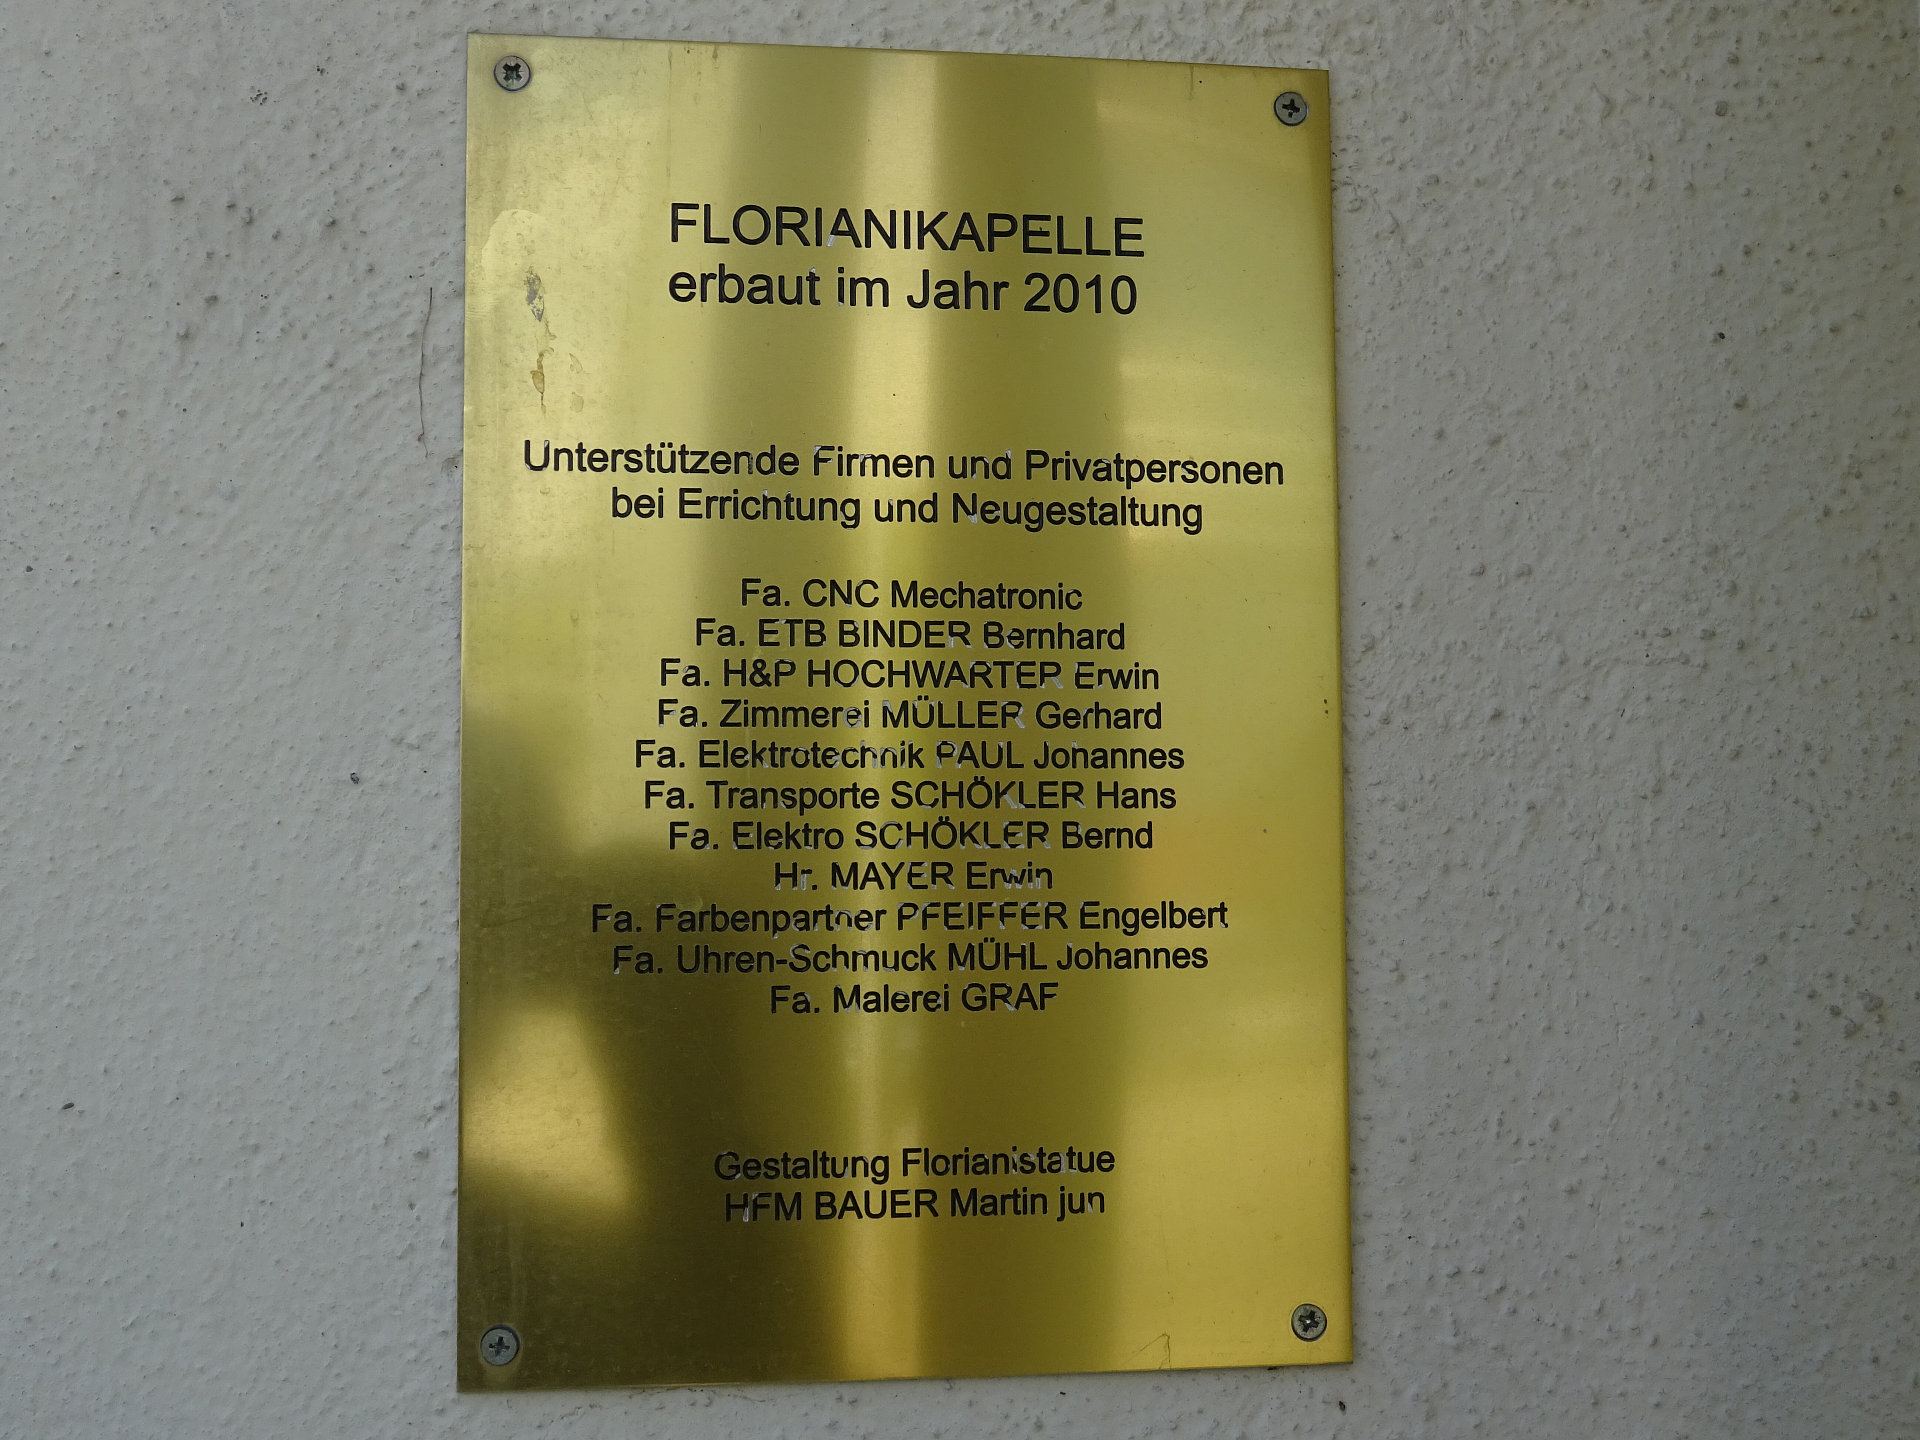 FLORIANIKAPELLE
erbaut im Jahr 2010
Unterstützende Firmen und Privatpersonen
bei Errichtung und Neugestaltung
Fa. CNC Mechatronic
Fa. ETB BINDER Bernhard
Fa. H&P HOCHWARTER Erwin
Fa. Zimmerei MÜLLER Gerhard
Fa. Elektrotechnik PAUL Johannes
Fa. Transporte SCHÖKLER Hans
Fa. Elektro SCHÖKLER Bernd
Hr. MAYER Erwin
Fa. Farbenpartner PFEIFFER Engelbert
Fa. Uhren-Schmuck MÜHL Johannes
Fa. Malerei GRAF
Gestaltung Florianistatue
HFM BAUER Martin jun